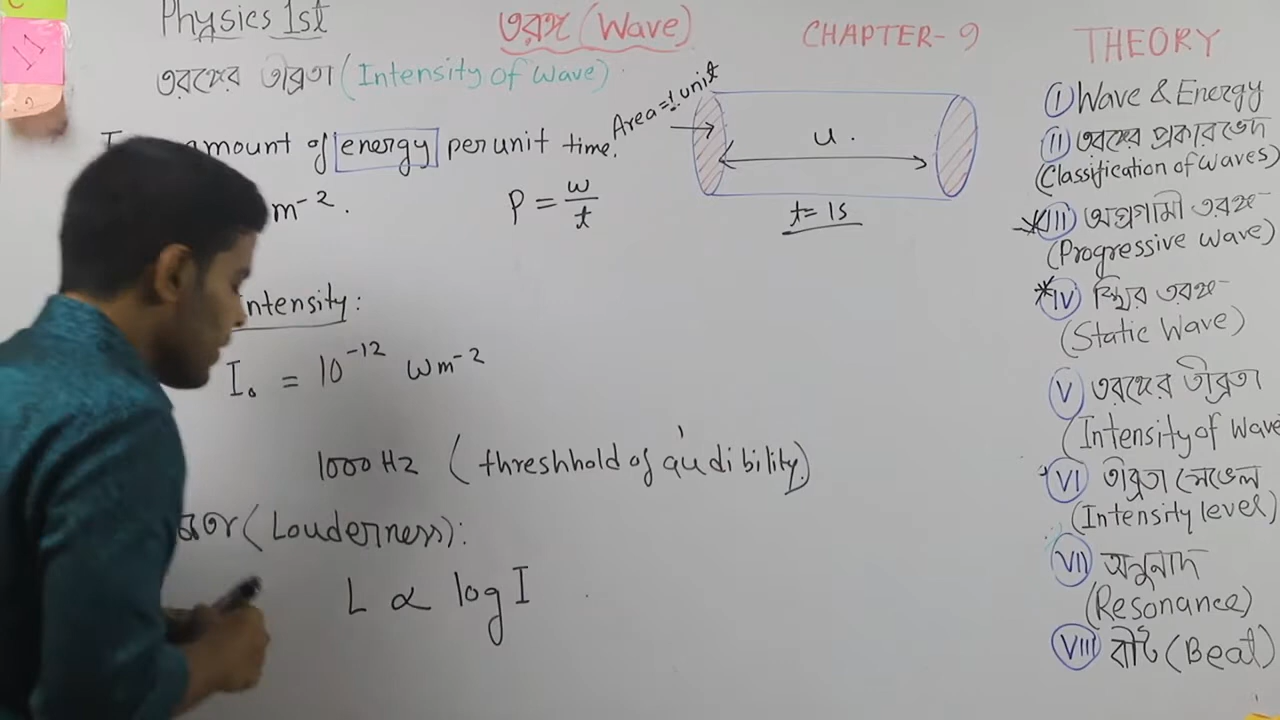 Physics 1st
তরঙ্গ (Wave)
CHAPTER-9
তরঙ্গের তীব্রতা (Intensity of Wave)
amount of energy per unit time.
m⁻².
P = w/t
Area=1 unit
u.
t=1s
Intensity:
I₀ = 10⁻¹² Wm⁻²
1000 Hz (threshhold of audibility)
(Louderness):
L ∝ log I
THEORY
I Wave & Energy
II তরঙ্গের প্রকারভেদ
(Classification of waves)
*III অগ্রগামী তরঙ্গ-
(Progressive wave)
*IV স্থির তরঙ্গ-
(Static Wave)
V তরঙ্গের তীব্রতা
(Intensity of Wave
VI তীব্রতা লেভেল
(Intensity level)
VII অনুনাদ
(Resonance)
VIII বীট (Beat)
11